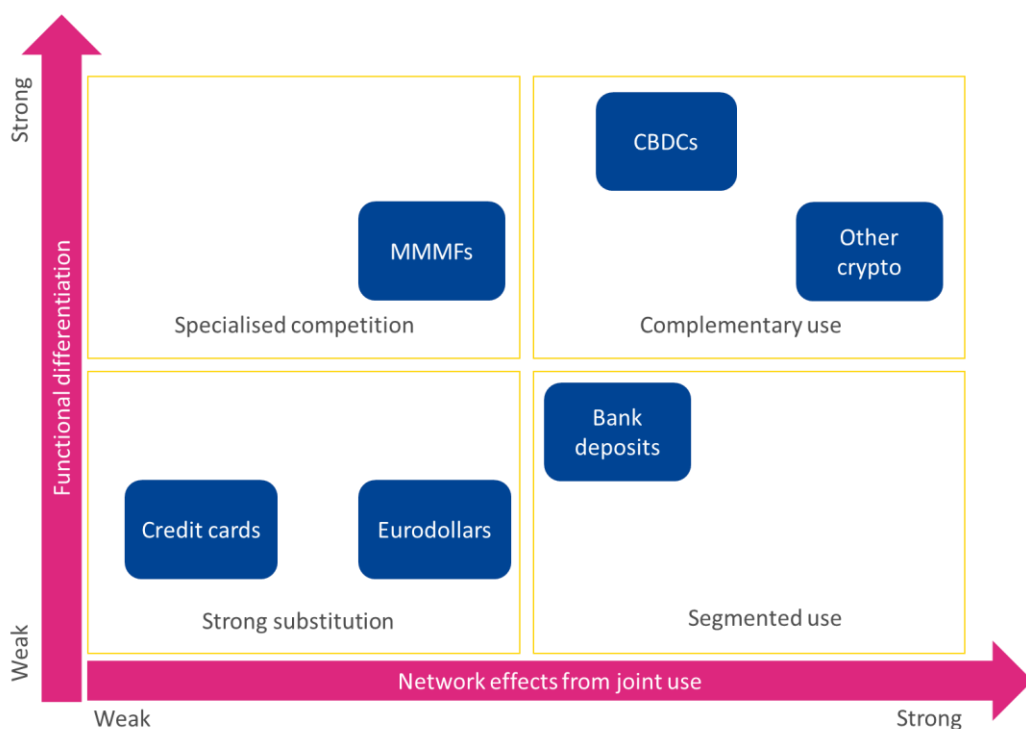 Strong
CBDCs
MMMFs
Other
crypto
Specialised competition
Complementary use
Functional differentiation
Bank
deposits
Credit cards
Eurodollars
Strong substitution
Segmented use
Weak
Network effects from joint use
Weak
Strong